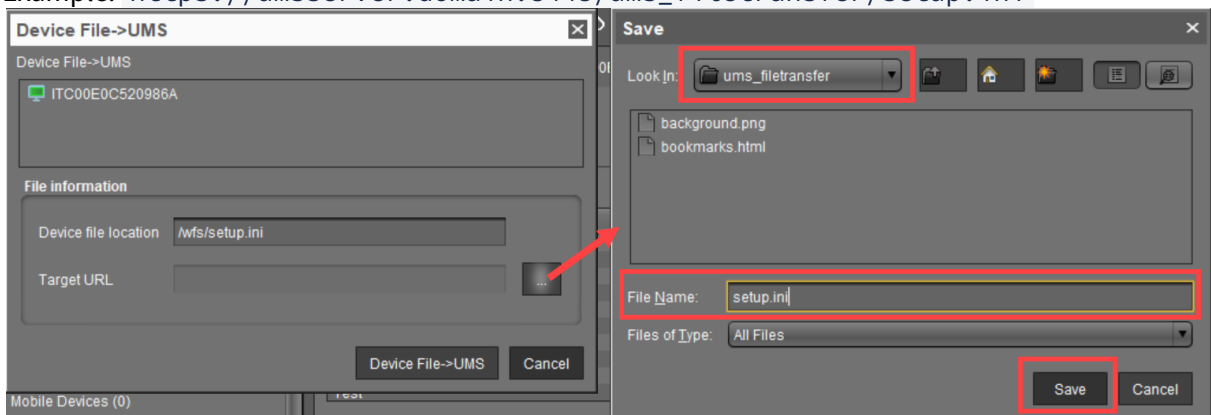 Device File->UMS
Device File->UMS
ITC00E0C520986A
File information
Device file location /wfs/setup.ini
Target URL
...
Device File->UMS Cancel
Mobile Devices (0)
Save
Look In: ums_filetransfer
background.png
bookmarks.html
File Name: setup.ini
Files of Type: All Files
Save Cancel